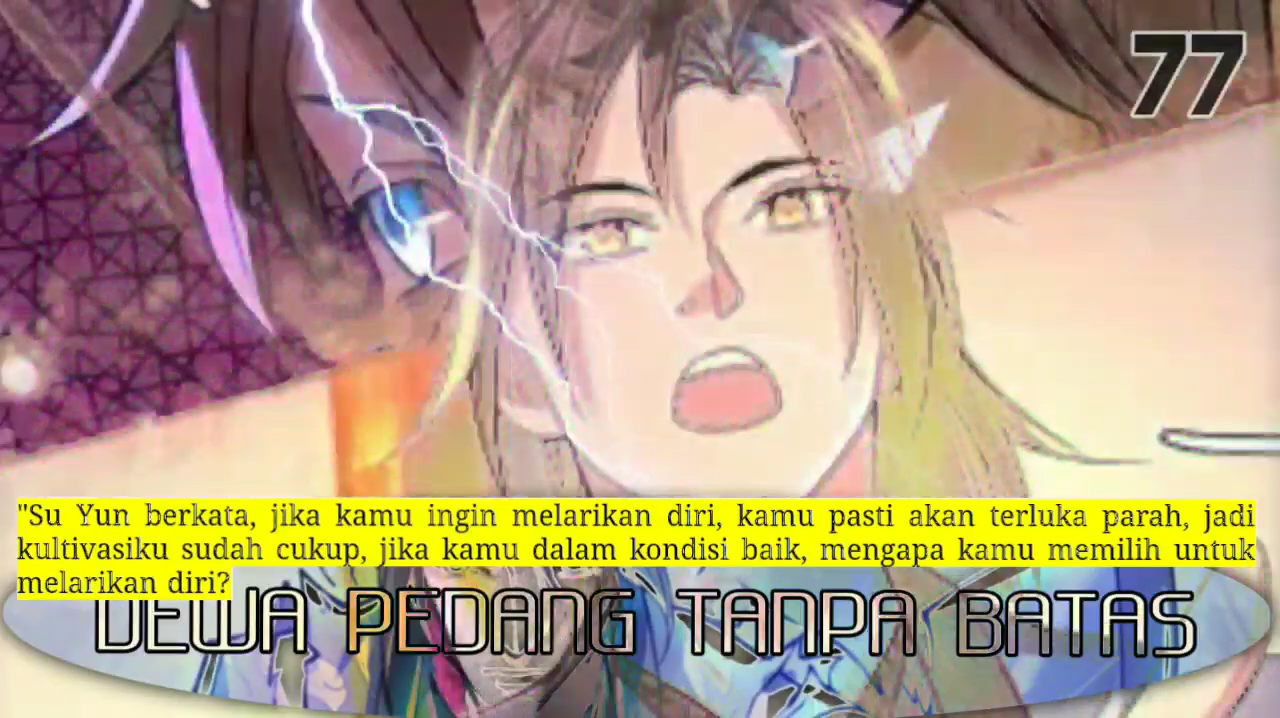 77
"Su Yun berkata, jika kamu ingin melarikan diri, kamu pasti akan terluka parah, jadi
kultivasiku sudah cukup, jika kamu dalam kondisi baik, mengapa kamu memilih untuk
melarikan diri?
DEWA PEDANG TANPA BATAS